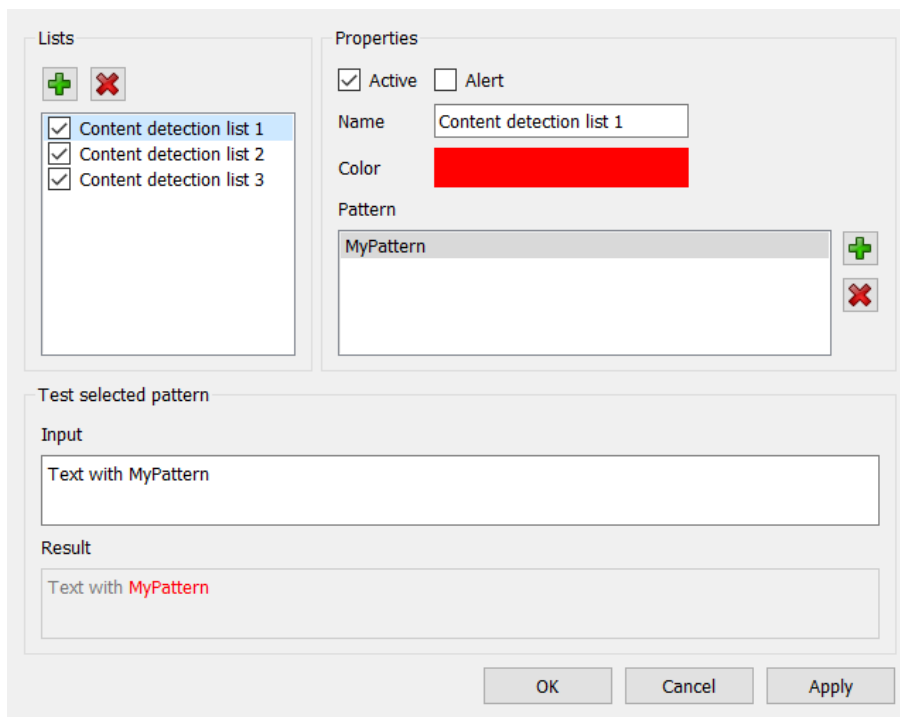 Lists
Content detection list 1
Content detection list 2
Content detection list 3
Properties
Active Alert
Name Content detection list 1
Color
Pattern
MyPattern
Test selected pattern
Input
Text with MyPattern
Result
Text with MyPattern
OK Cancel Apply